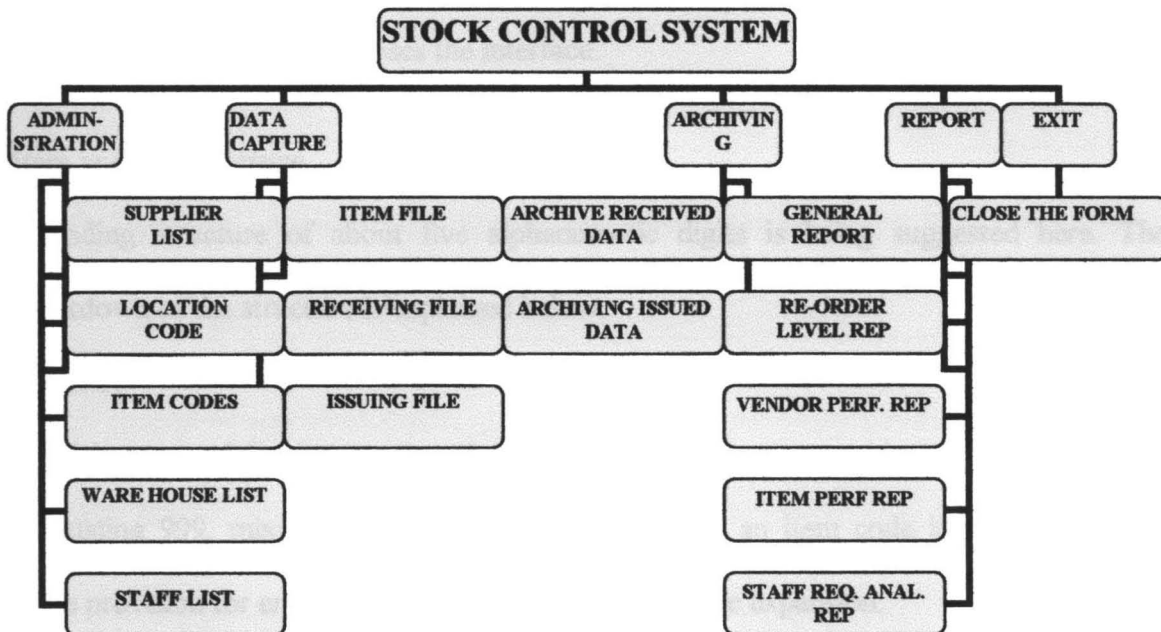 STOCK CONTROL SYSTEM
ADMIN-
STRATION
DATA
CAPTURE
ARCHIVIN
G
REPORT
EXIT
SUPPLIER
LIST
ITEM FILE
ARCHIVE RECEIVED
DATA
GENERAL
REPORT
CLOSE THE FORM
LOCATION
CODE
RECEIVING FILE
ARCHIVING ISSUED
DATA
RE-ORDER
LEVEL REP
ITEM CODES
ISSUING FILE
VENDOR PERF. REP
WARE HOUSE LIST
ITEM PERF REP
STAFF LIST
STAFF REQ. ANAL.
REP